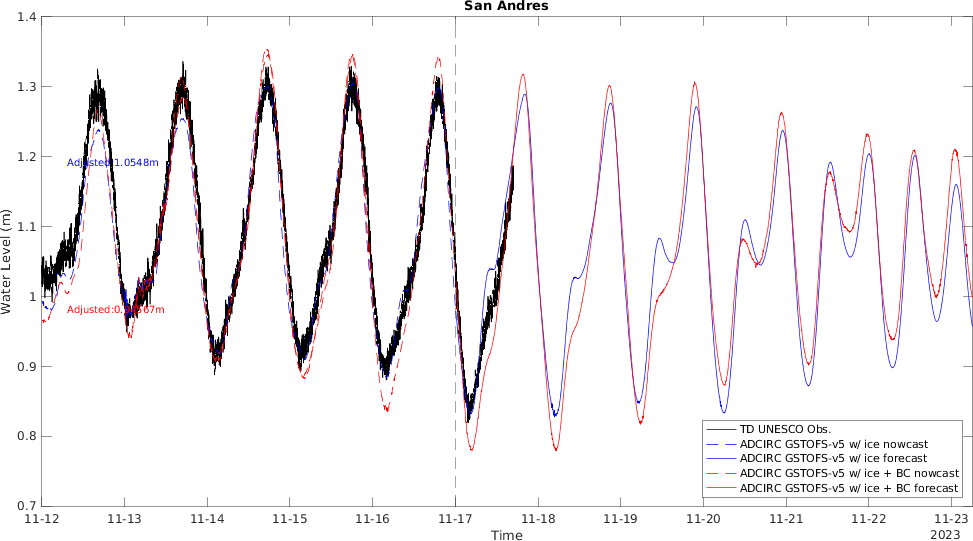 San Andres
1.4
1.3
1.2
1.1
1
0.9
0.8
0.7
Water Level (m)
Adjusted:1.0548m
TD UNESCO Obs.
ADCIRC GSTOFS-v5 w/ ice nowcast
ADCIRC GSTOFS-v5 w/ ice forecast
ADCIRC GSTOFS-v5 w/ ice + BC nowcast
ADCIRC GSTOFS-v5 w/ ice + BC forecast
11-12 11-13 11-14 11-15 11-16 11-17 11-18 11-19 11-20 11-21 11-22 11-23
Time
2023